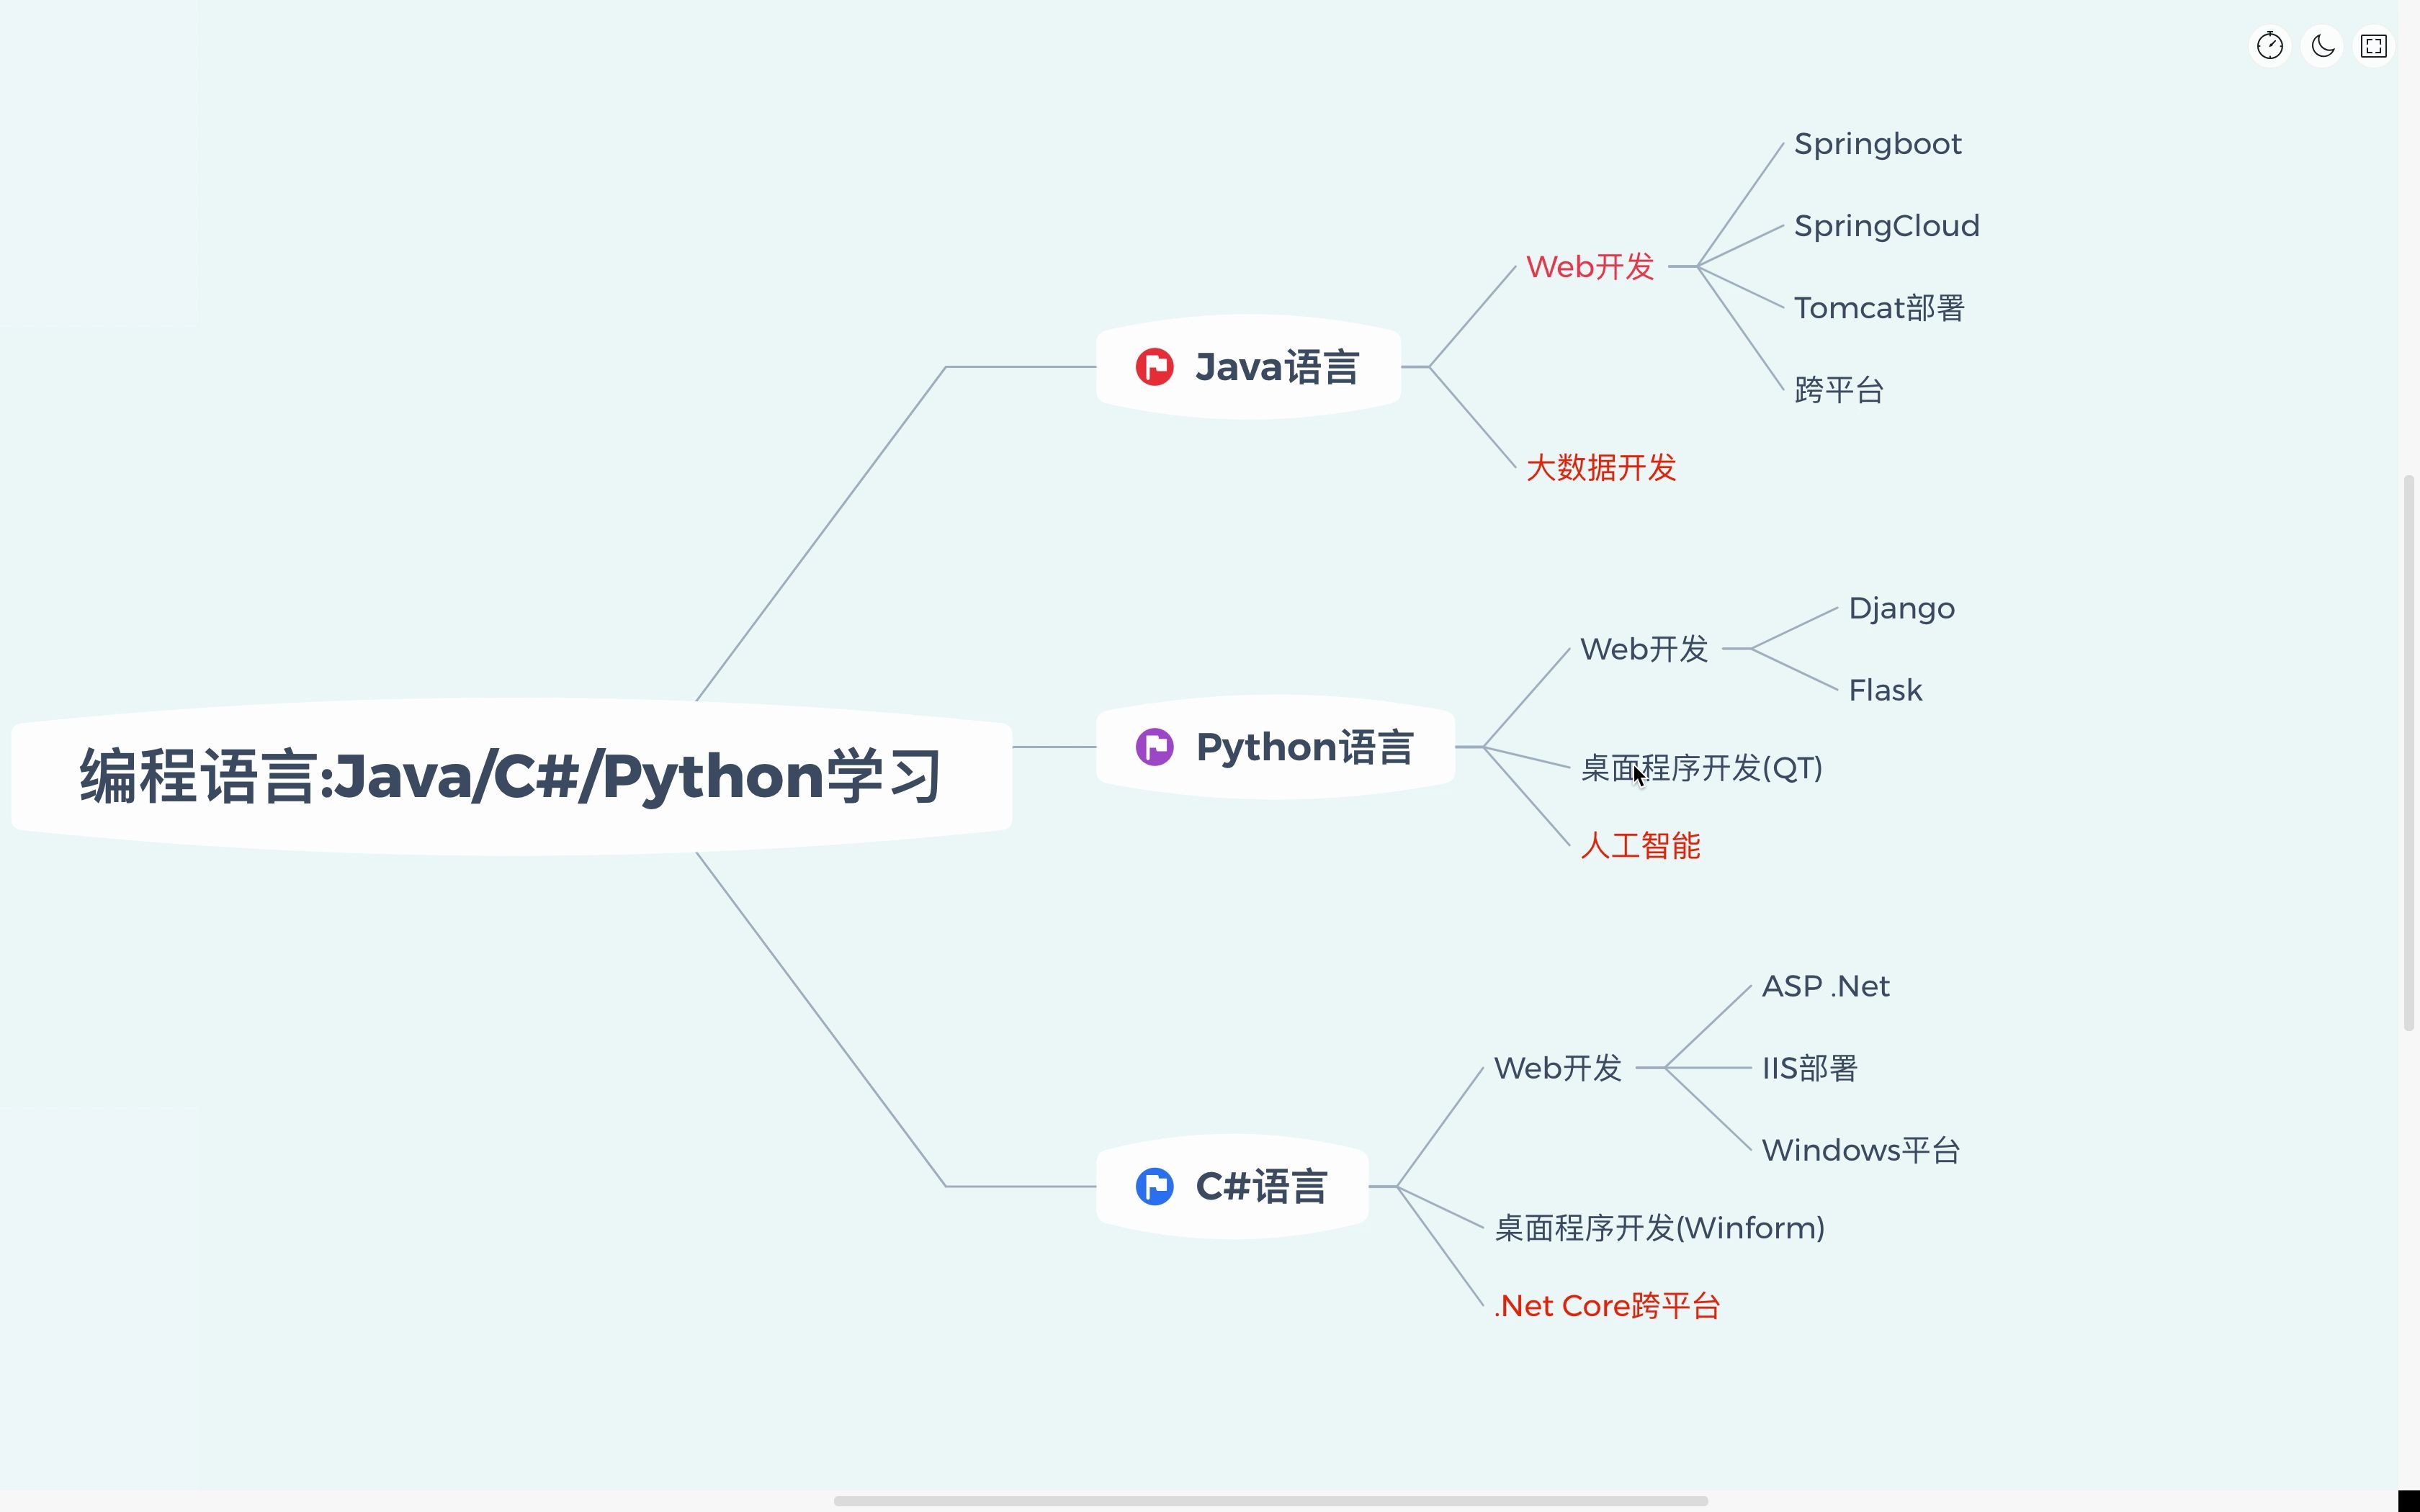 编程语言:Java/C#/Python学习
Java语言
Web开发
Springboot
SpringCloud
Tomcat部署
跨平台
大数据开发
Python语言
Web开发
Django
Flask
桌面程序开发(QT)
人工智能
C#语言
Web开发
ASP .Net
IIS部署
Windows平台
桌面程序开发(Winform)
.Net Core跨平台